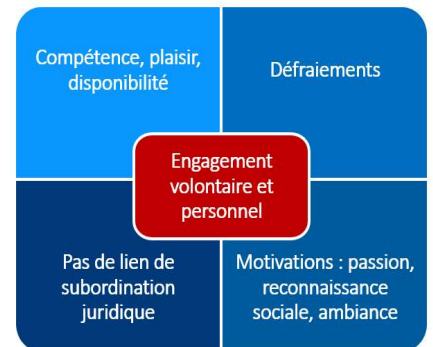 Compétence, plaisir,
disponibilité
Défraiements
Engagement
volontaire et
personnel
Pas de lien de
subordination
juridique
Motivations : passion,
reconnaissance
sociale, ambiance